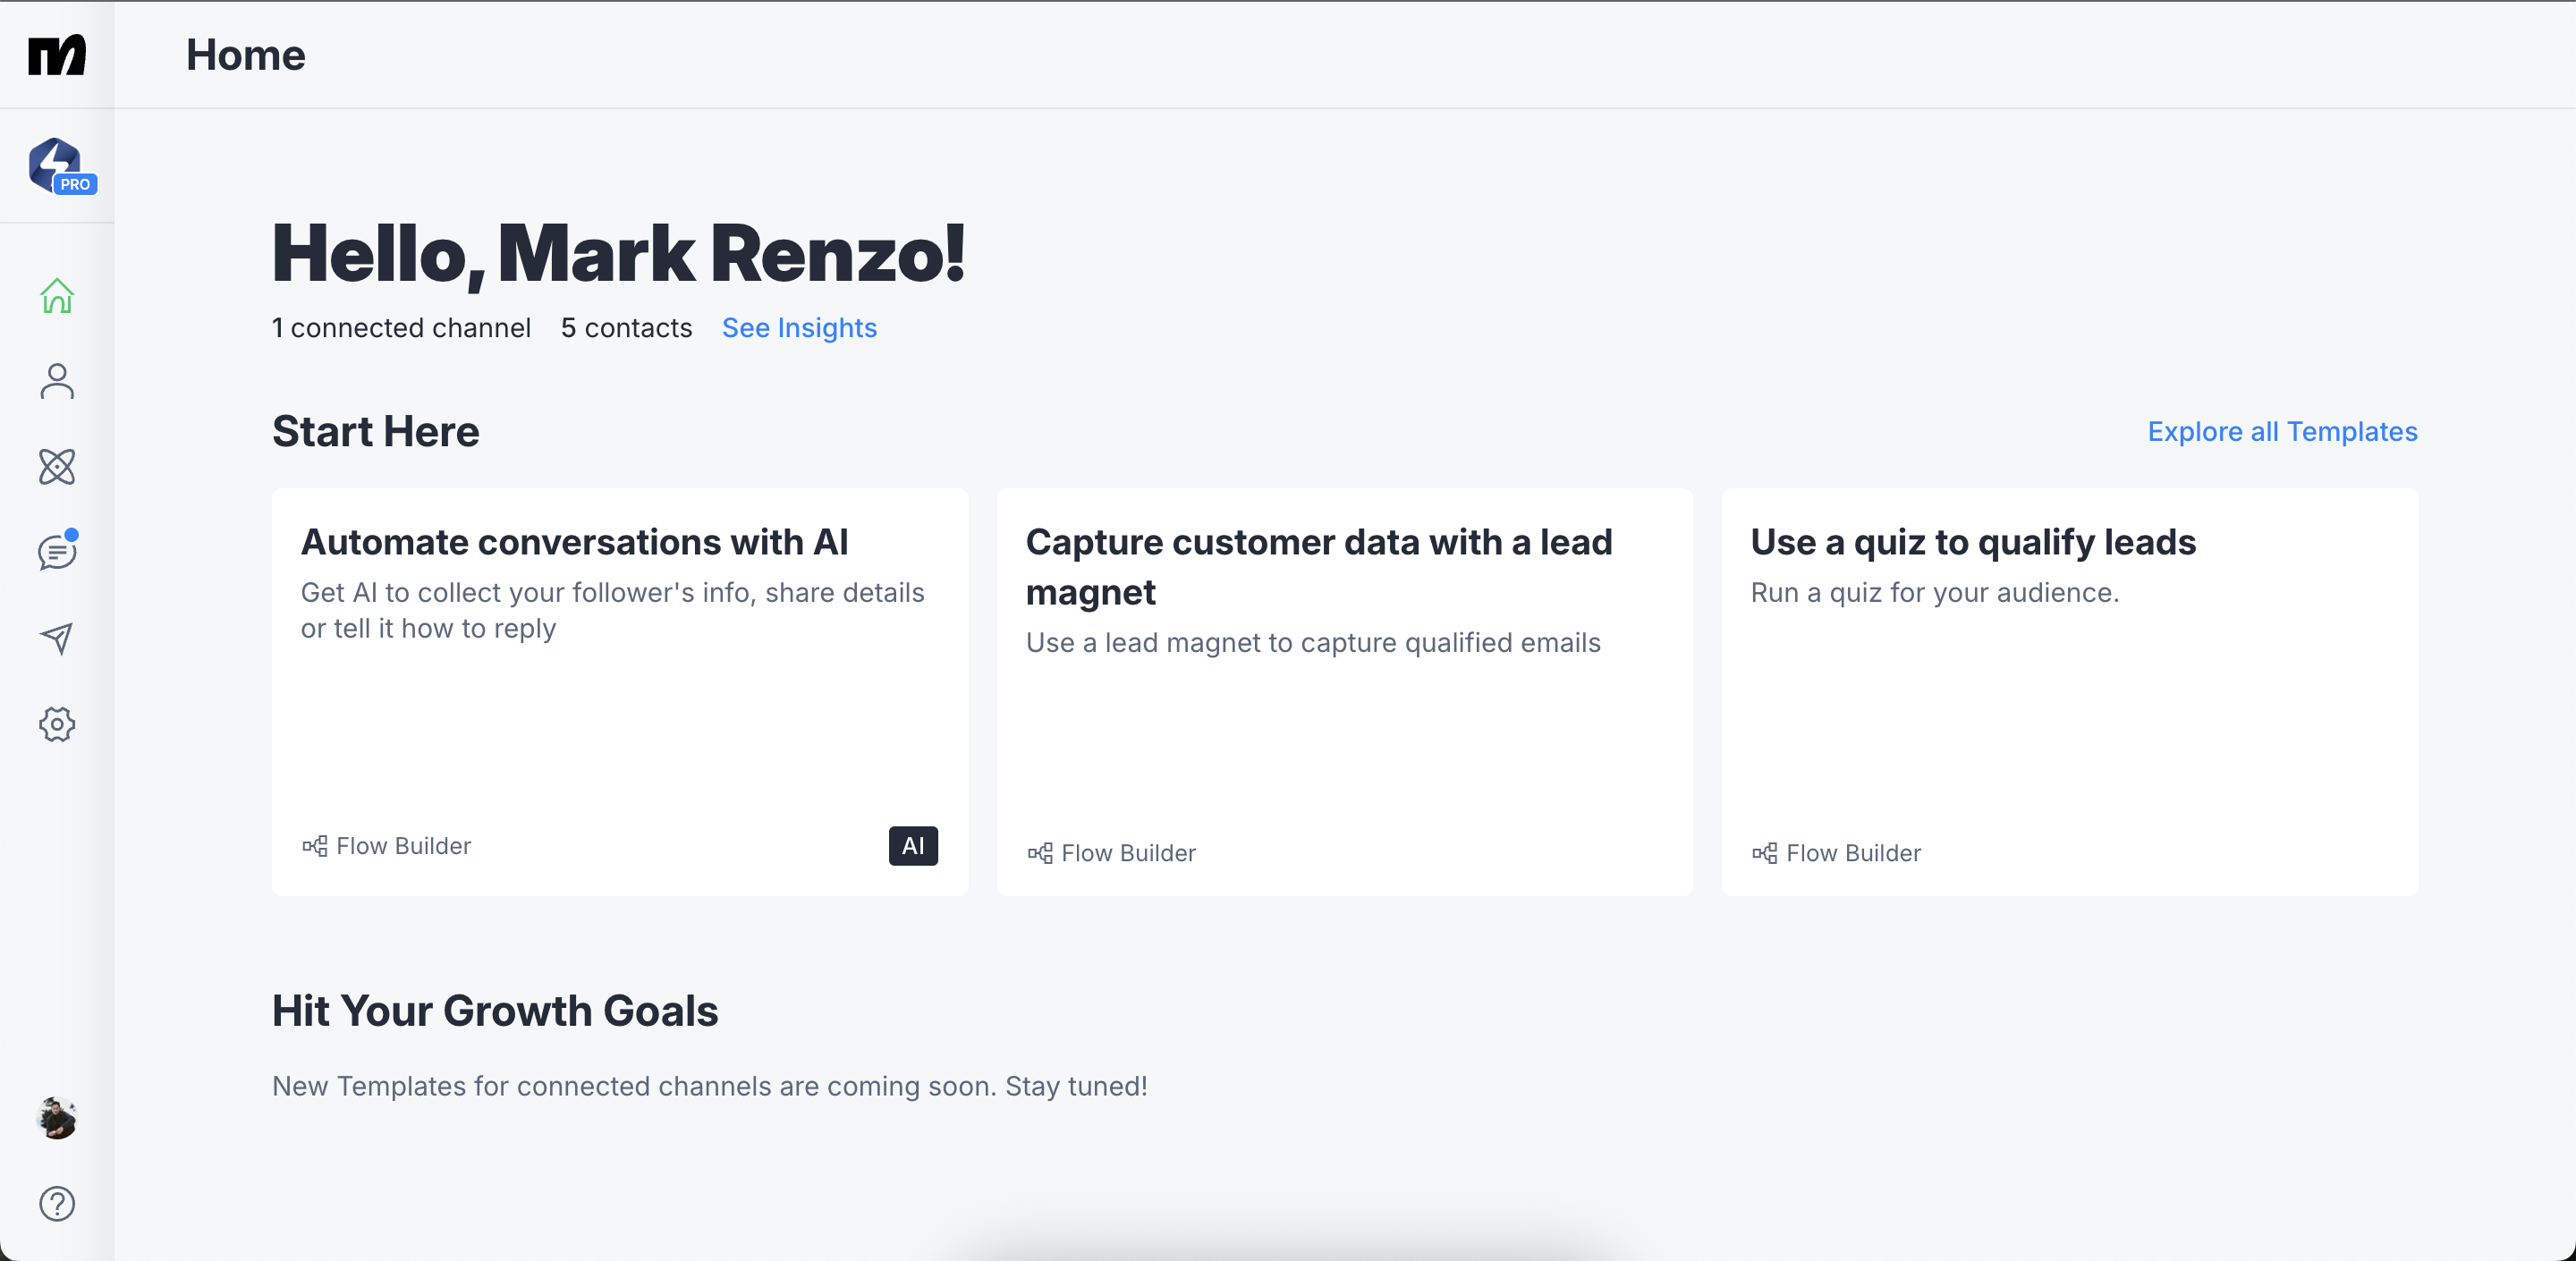 Home
PRO
Hello, Mark Renzo!
1 connected channel 5 contacts See Insights
Start Here
Explore all Templates
Automate conversations with AI
Get AI to collect your follower's info, share details
or tell it how to reply
Flow Builder
AI
Capture customer data with a lead
magnet
Use a lead magnet to capture qualified emails
Flow Builder
Use a quiz to qualify leads
Run a quiz for your audience.
Flow Builder
Hit Your Growth Goals
New Templates for connected channels are coming soon. Stay tuned!